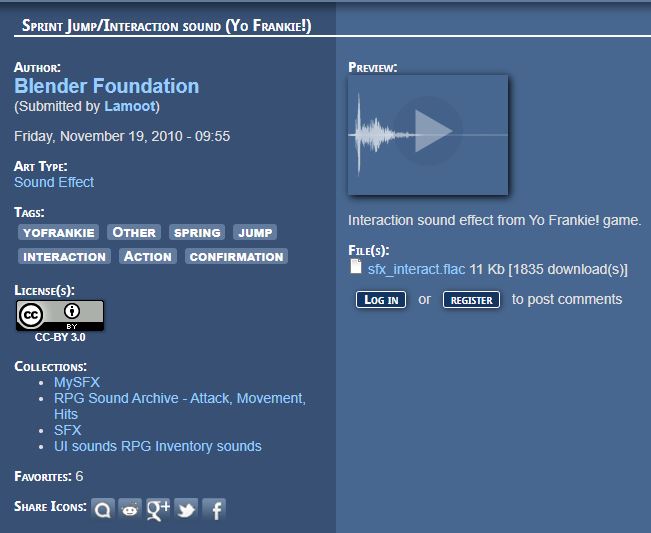 Sprint Jump/Interaction sound (Yo Frankie!)
Author:
Blender Foundation
(Submitted by Lamoot)
Friday, November 19, 2010 - 09:55
Art Type:
Sound Effect
Tags:
yofrankie Other spring jump
interaction Action confirmation
License(s):
cc BY
CC-BY 3.0
Collections:
• MySFX
• RPG Sound Archive - Attack, Movement,
Hits
• SFX
• UI sounds RPG Inventory sounds
Favorites: 6
Share Icons:
Preview:
Interaction sound effect from Yo Frankie! game.
File(s):
sfx_interact.flac 11 Kb [1835 download(s)]
Log in or register to post comments